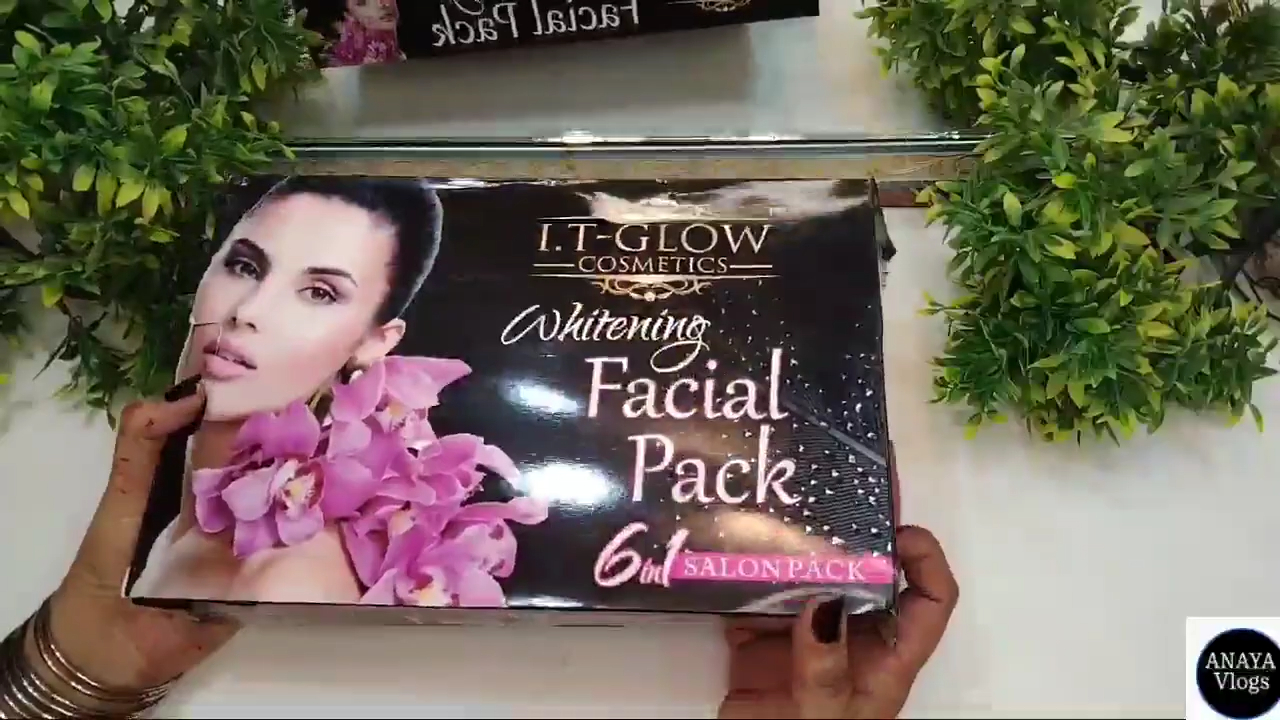 Facial Pack
I.T-GLOW
COSMETICS
Whitening
Facial
Pack
6in1 SALON PACK
ANAYA
Vlogs